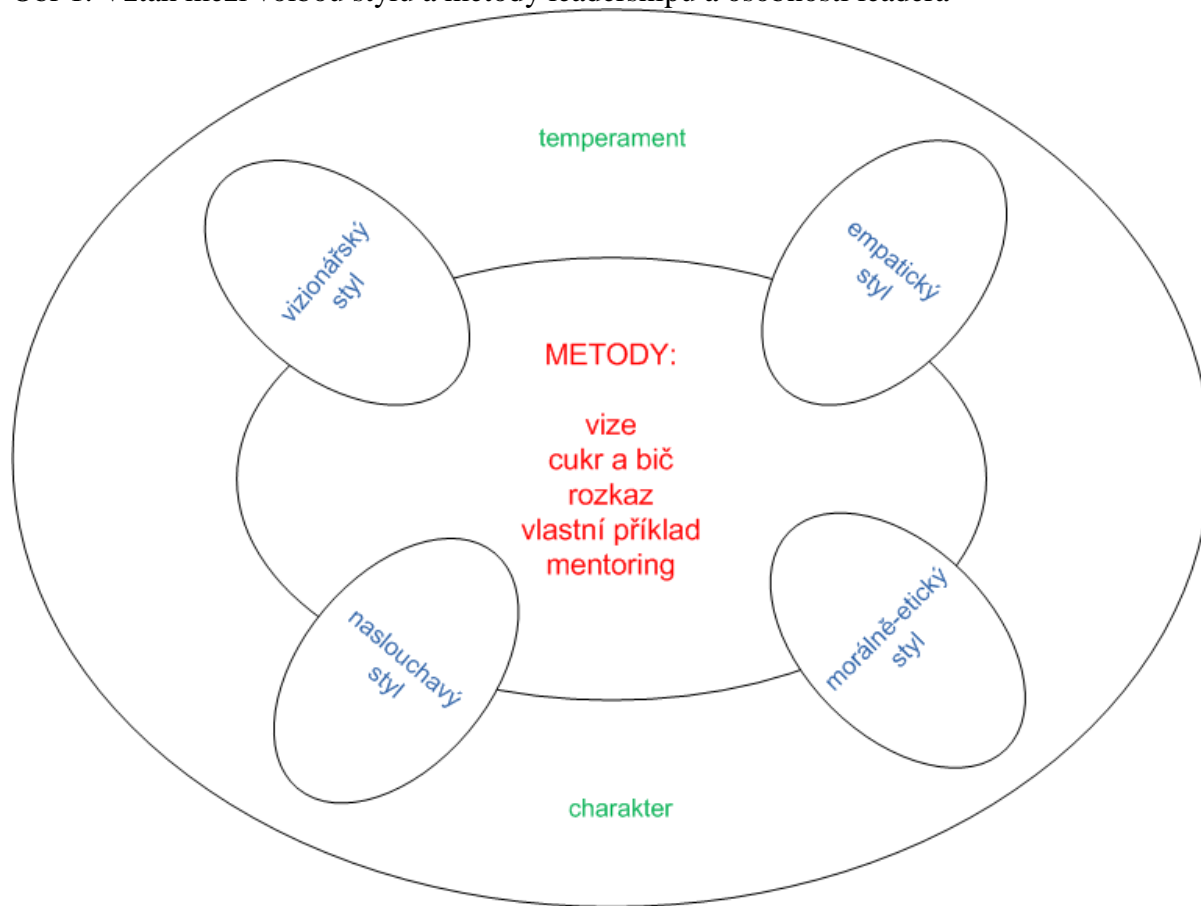 temperament
vizionářský
styl
empatický
styl
METODY:
vize
cukr a bič
rozkaz
vlastní příklad
mentoring
naslouchavý
styl
morálně-etický
styl
charakter